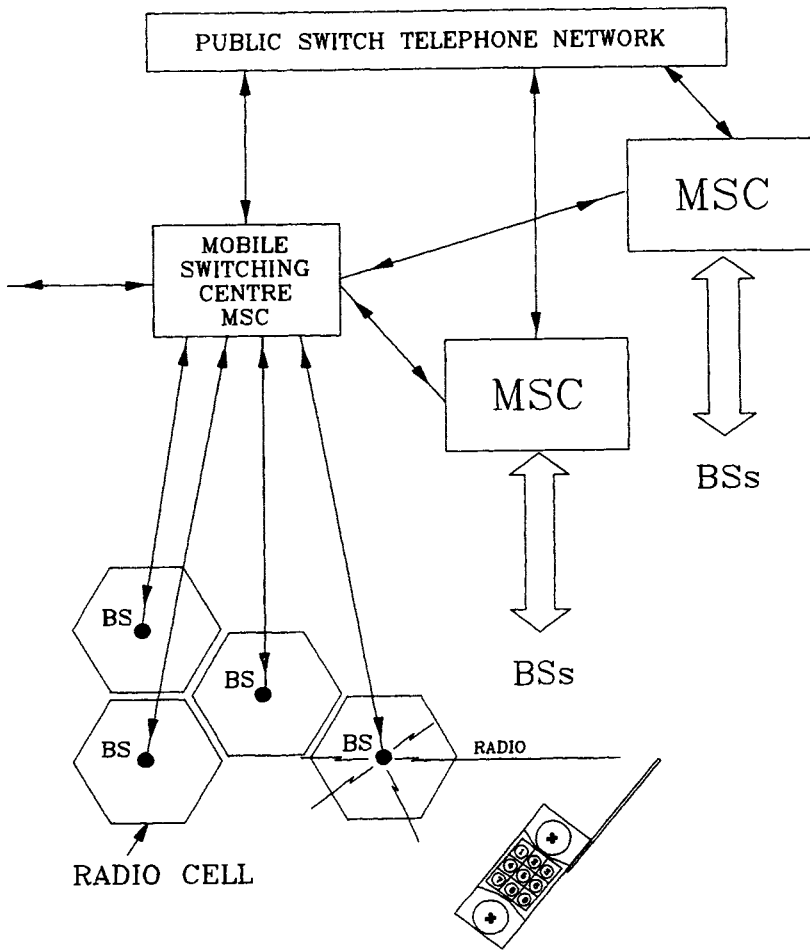 PUBLIC SWITCH TELEPHONE NETWORK
MSC
MOBILE
SWITCHING
CENTRE
MSC
MSC
BSs
BSs
BS
BS
BS
BS
RADIO
RADIO CELL